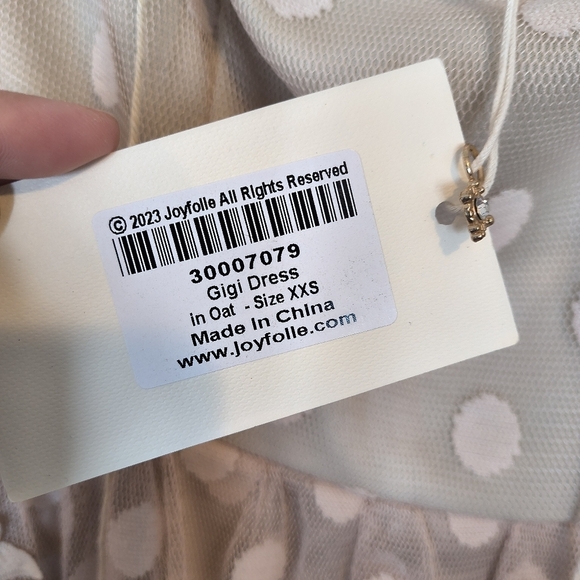 © 2023 Joyfolle All Rights Reserved
30007079
Gigi Dress
in Oat - Size XXS
Made In China
www.Joyfolle.com